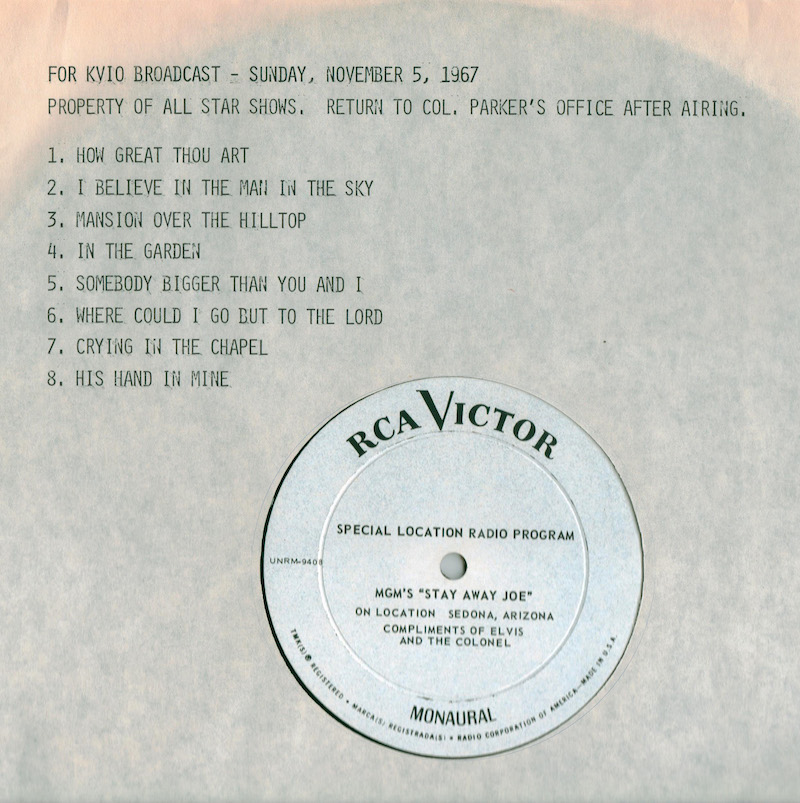 FOR KVIO BROADCAST - SUNDAY, NOVEMBER 5, 1967
PROPERTY OF ALL STAR SHOWS. RETURN TO COL. PARKER'S OFFICE AFTER AIRING.
1. HOW GREAT THOU ART
2. I BELIEVE IN THE MAN IN THE SKY
3. MANSION OVER THE HILLTOP
4. IN THE GARDEN
5. SOMEBODY BIGGER THAN YOU AND I
6. WHERE COULD I GO BUT TO THE LORD
7. CRYING IN THE CHAPEL
8. HIS HAND IN MINE
RCA VICTOR
SPECIAL LOCATION RADIO PROGRAM
UNRM-9408
MGM'S "STAY AWAY JOE"
ON LOCATION SEDONA, ARIZONA
COMPLIMENTS OF ELVIS
AND THE COLONEL
MONAURAL
TMK(S) ® REGISTERED • MARCA(S) REGISTRADA(S) • RADIO CORPORATION OF AMERICA—MADE IN U.S.A.